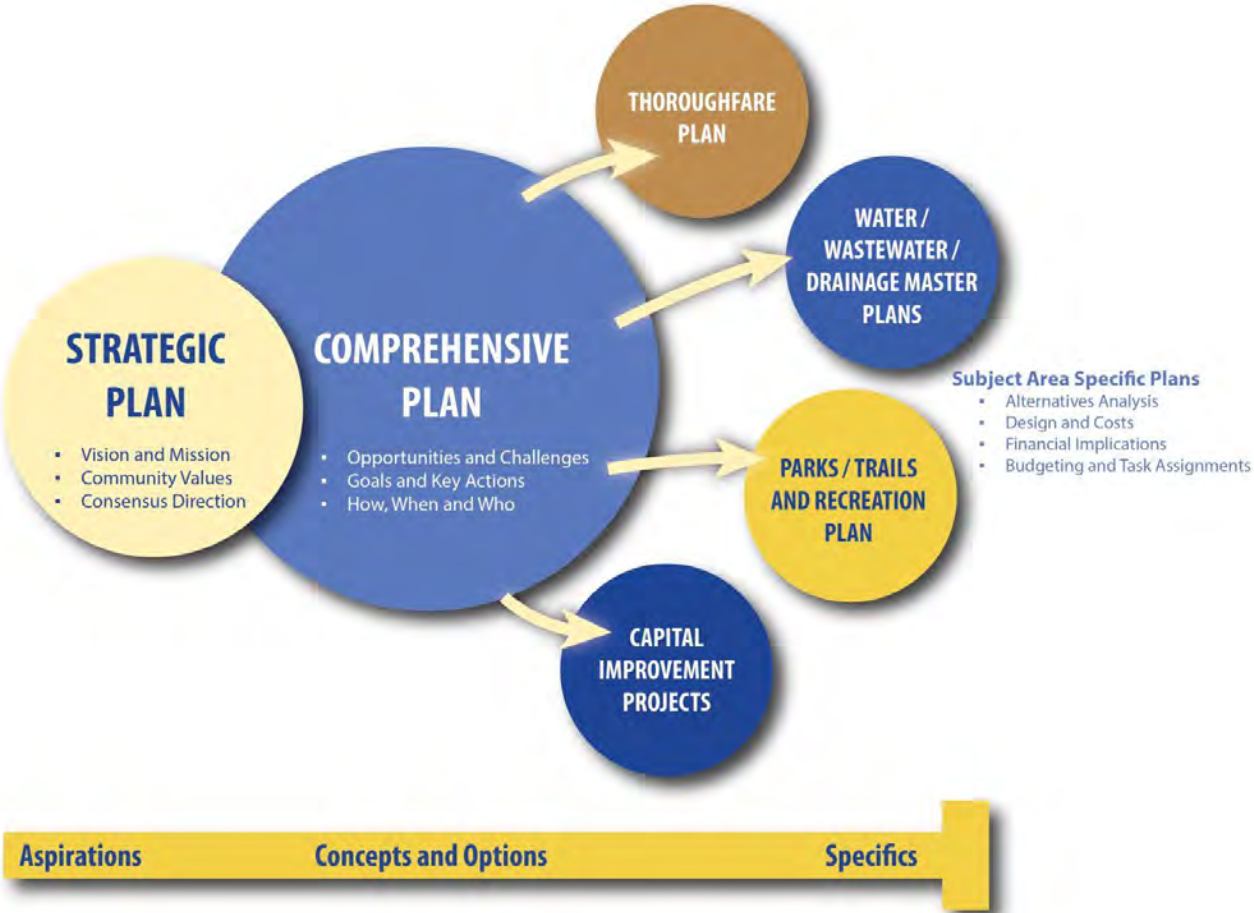 THOROUGHFARE
PLAN
WATER /
WASTEWATER /
DRAINAGE MASTER
PLANS
STRATEGIC
PLAN
▪ Vision and Mission
▪ Community Values
▪ Consensus Direction
COMPREHENSIVE
PLAN
▪ Opportunities and Challenges
▪ Goals and Key Actions
▪ How, When and Who
Subject Area Specific Plans
▪ Alternatives Analysis
▪ Design and Costs
▪ Financial Implications
▪ Budgeting and Task Assignments
PARKS / TRAILS
AND RECREATION
PLAN
CAPITAL
IMPROVEMENT
PROJECTS
Aspirations
Concepts and Options
Specifics